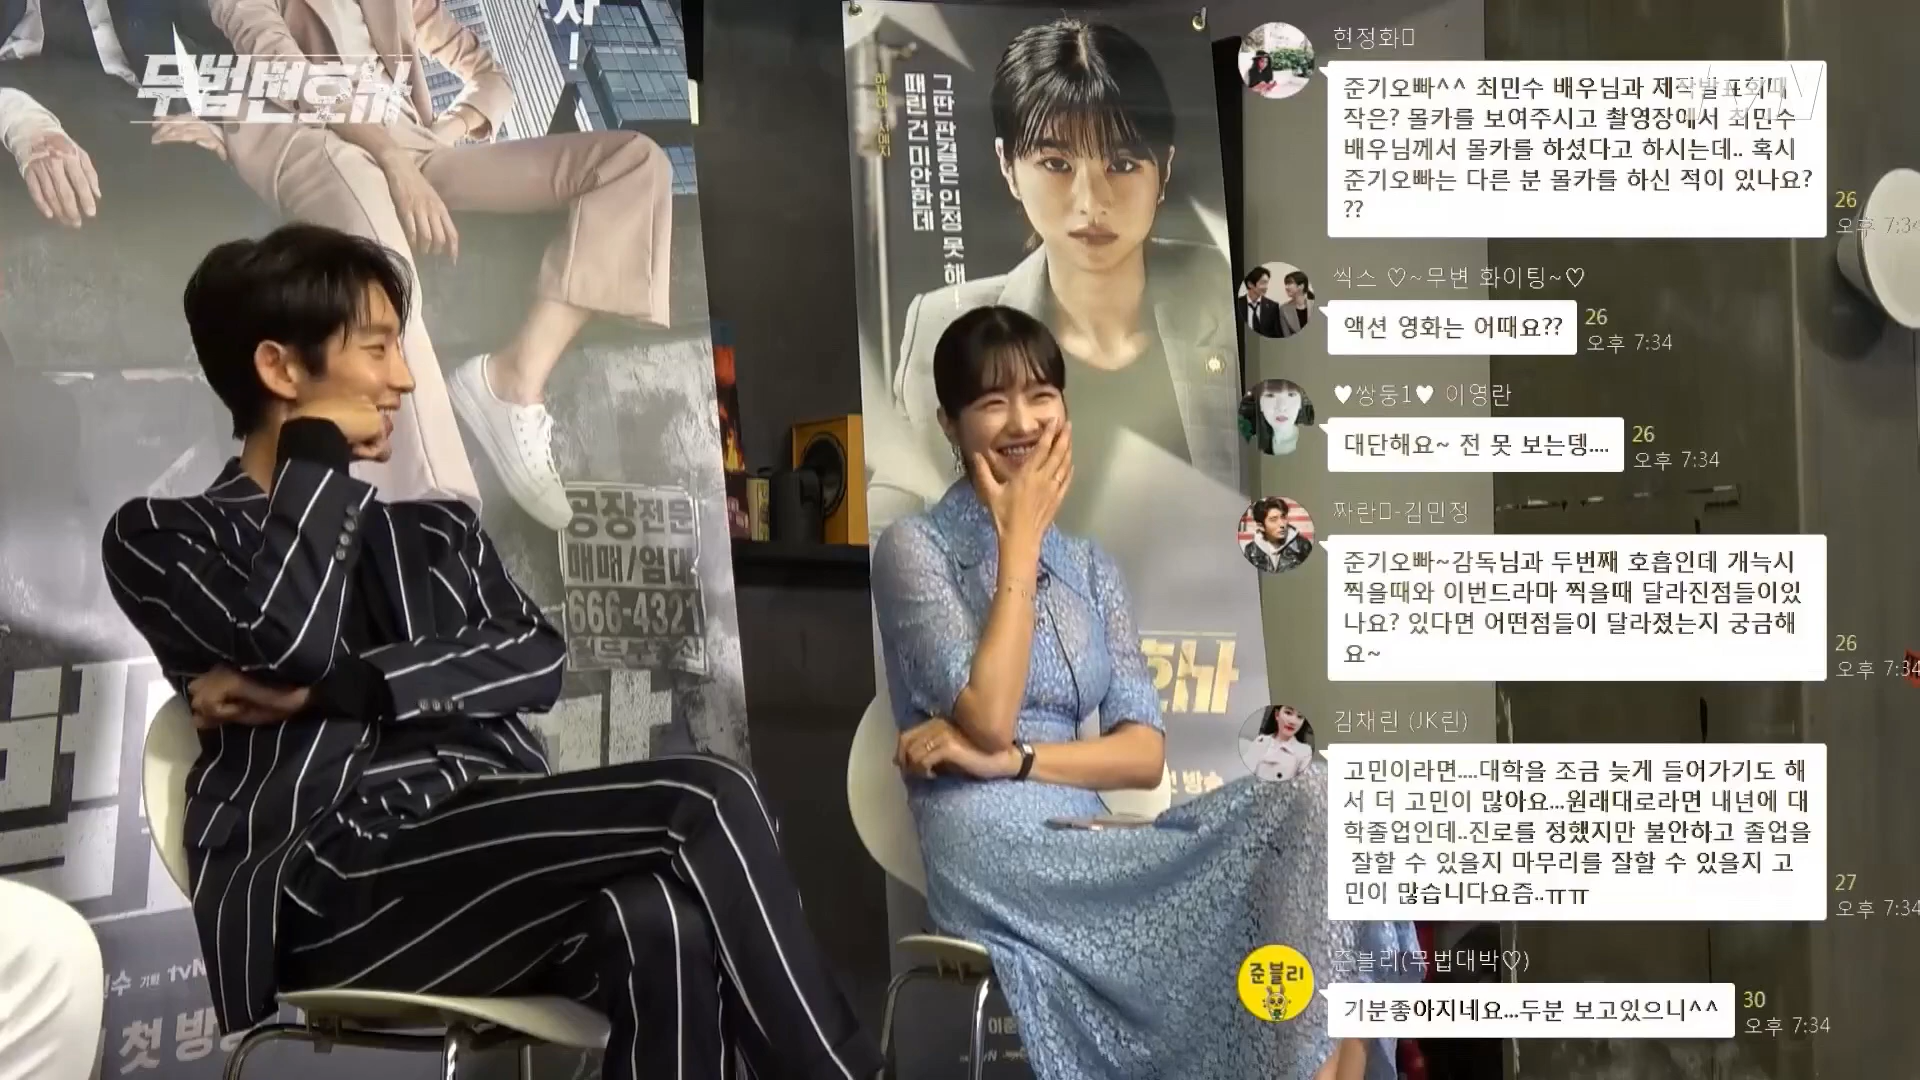 무법변호사
사!
하재이 서예지
그딴 판결은 인정 못 해!
때린 건 미안한데
공장전문
매매/임대
666-4321
월드부동산
tvN
첫 방
현정화
준기오빠^^ 최민수 배우님과 제작발표회때
작은? 몰카를 보여주시고 촬영장에서 최민수
배우님께서 몰카를 하셨다고 하시는데.. 혹시
준기오빠는 다른 분 몰카를 하신 적이 있나요?
??
26
오후 7:34
씩스 ♡~무변 화이팅~♡
액션 영화는 어때요??
26
오후 7:34
♥쌍둥1♥ 이영란
대단해요~ 전 못 보는뎅....
26
오후 7:34
짜란-김민정
준기오빠~감독님과 두번째 호흡인데 개늑시
찍을때와 이번드라마 찍을때 달라진점들이있
나요? 있다면 어떤점들이 달라졌는지 궁금해
요~
26
오후 7:34
김채린 (JK린)
고민이라면....대학을 조금 늦게 들어가기도 해
서 더 고민이 많아요...원래대로라면 내년에 대
학졸업인데..진로를 정했지만 불안하고 졸업을
잘할 수 있을지 마무리를 잘할 수 있을지 고
민이 많습니다요즘..ㅠㅠ
27
오후 7:34
준블리
준블리(무법대박♡)
기분좋아지네요...두분 보고있으니^^
30
오후 7:34